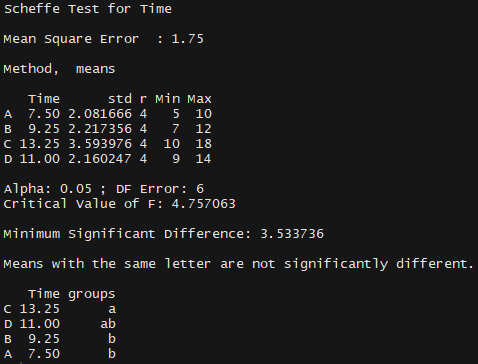 Scheffe Test for Time
Mean Square Error  : 1.75
Method,  means
   Time      std r Min Max
A  7.50 2.081666 4   5  10
B  9.25 2.217356 4   7  12
C 13.25 3.593976 4  10  18
D 11.00 2.160247 4   9  14
Alpha: 0.05 ; DF Error: 6
Critical Value of F: 4.757063
Minimum Significant Difference: 3.533736
Means with the same letter are not significantly different.
   Time groups
C 13.25      a
D 11.00     ab
B  9.25      b
A  7.50      b